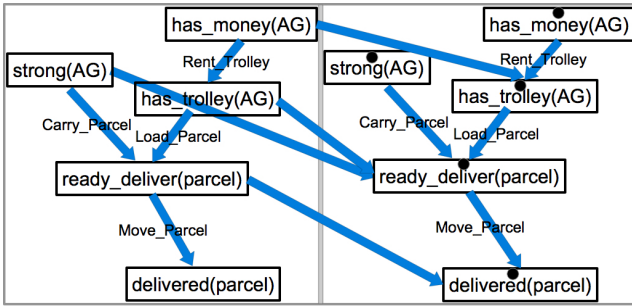 has_money(AG)
Rent_Trolley
strong(AG)
has_trolley(AG)
Carry_Parcel
Load_Parcel
ready_deliver(parcel)
Move_Parcel
delivered(parcel)
has_money(AG)
Rent_Trolley
strong(AG)
has_trolley(AG)
Carry_Parcel
Load_Parcel
ready_deliver(parcel)
Move_Parcel
delivered(parcel)